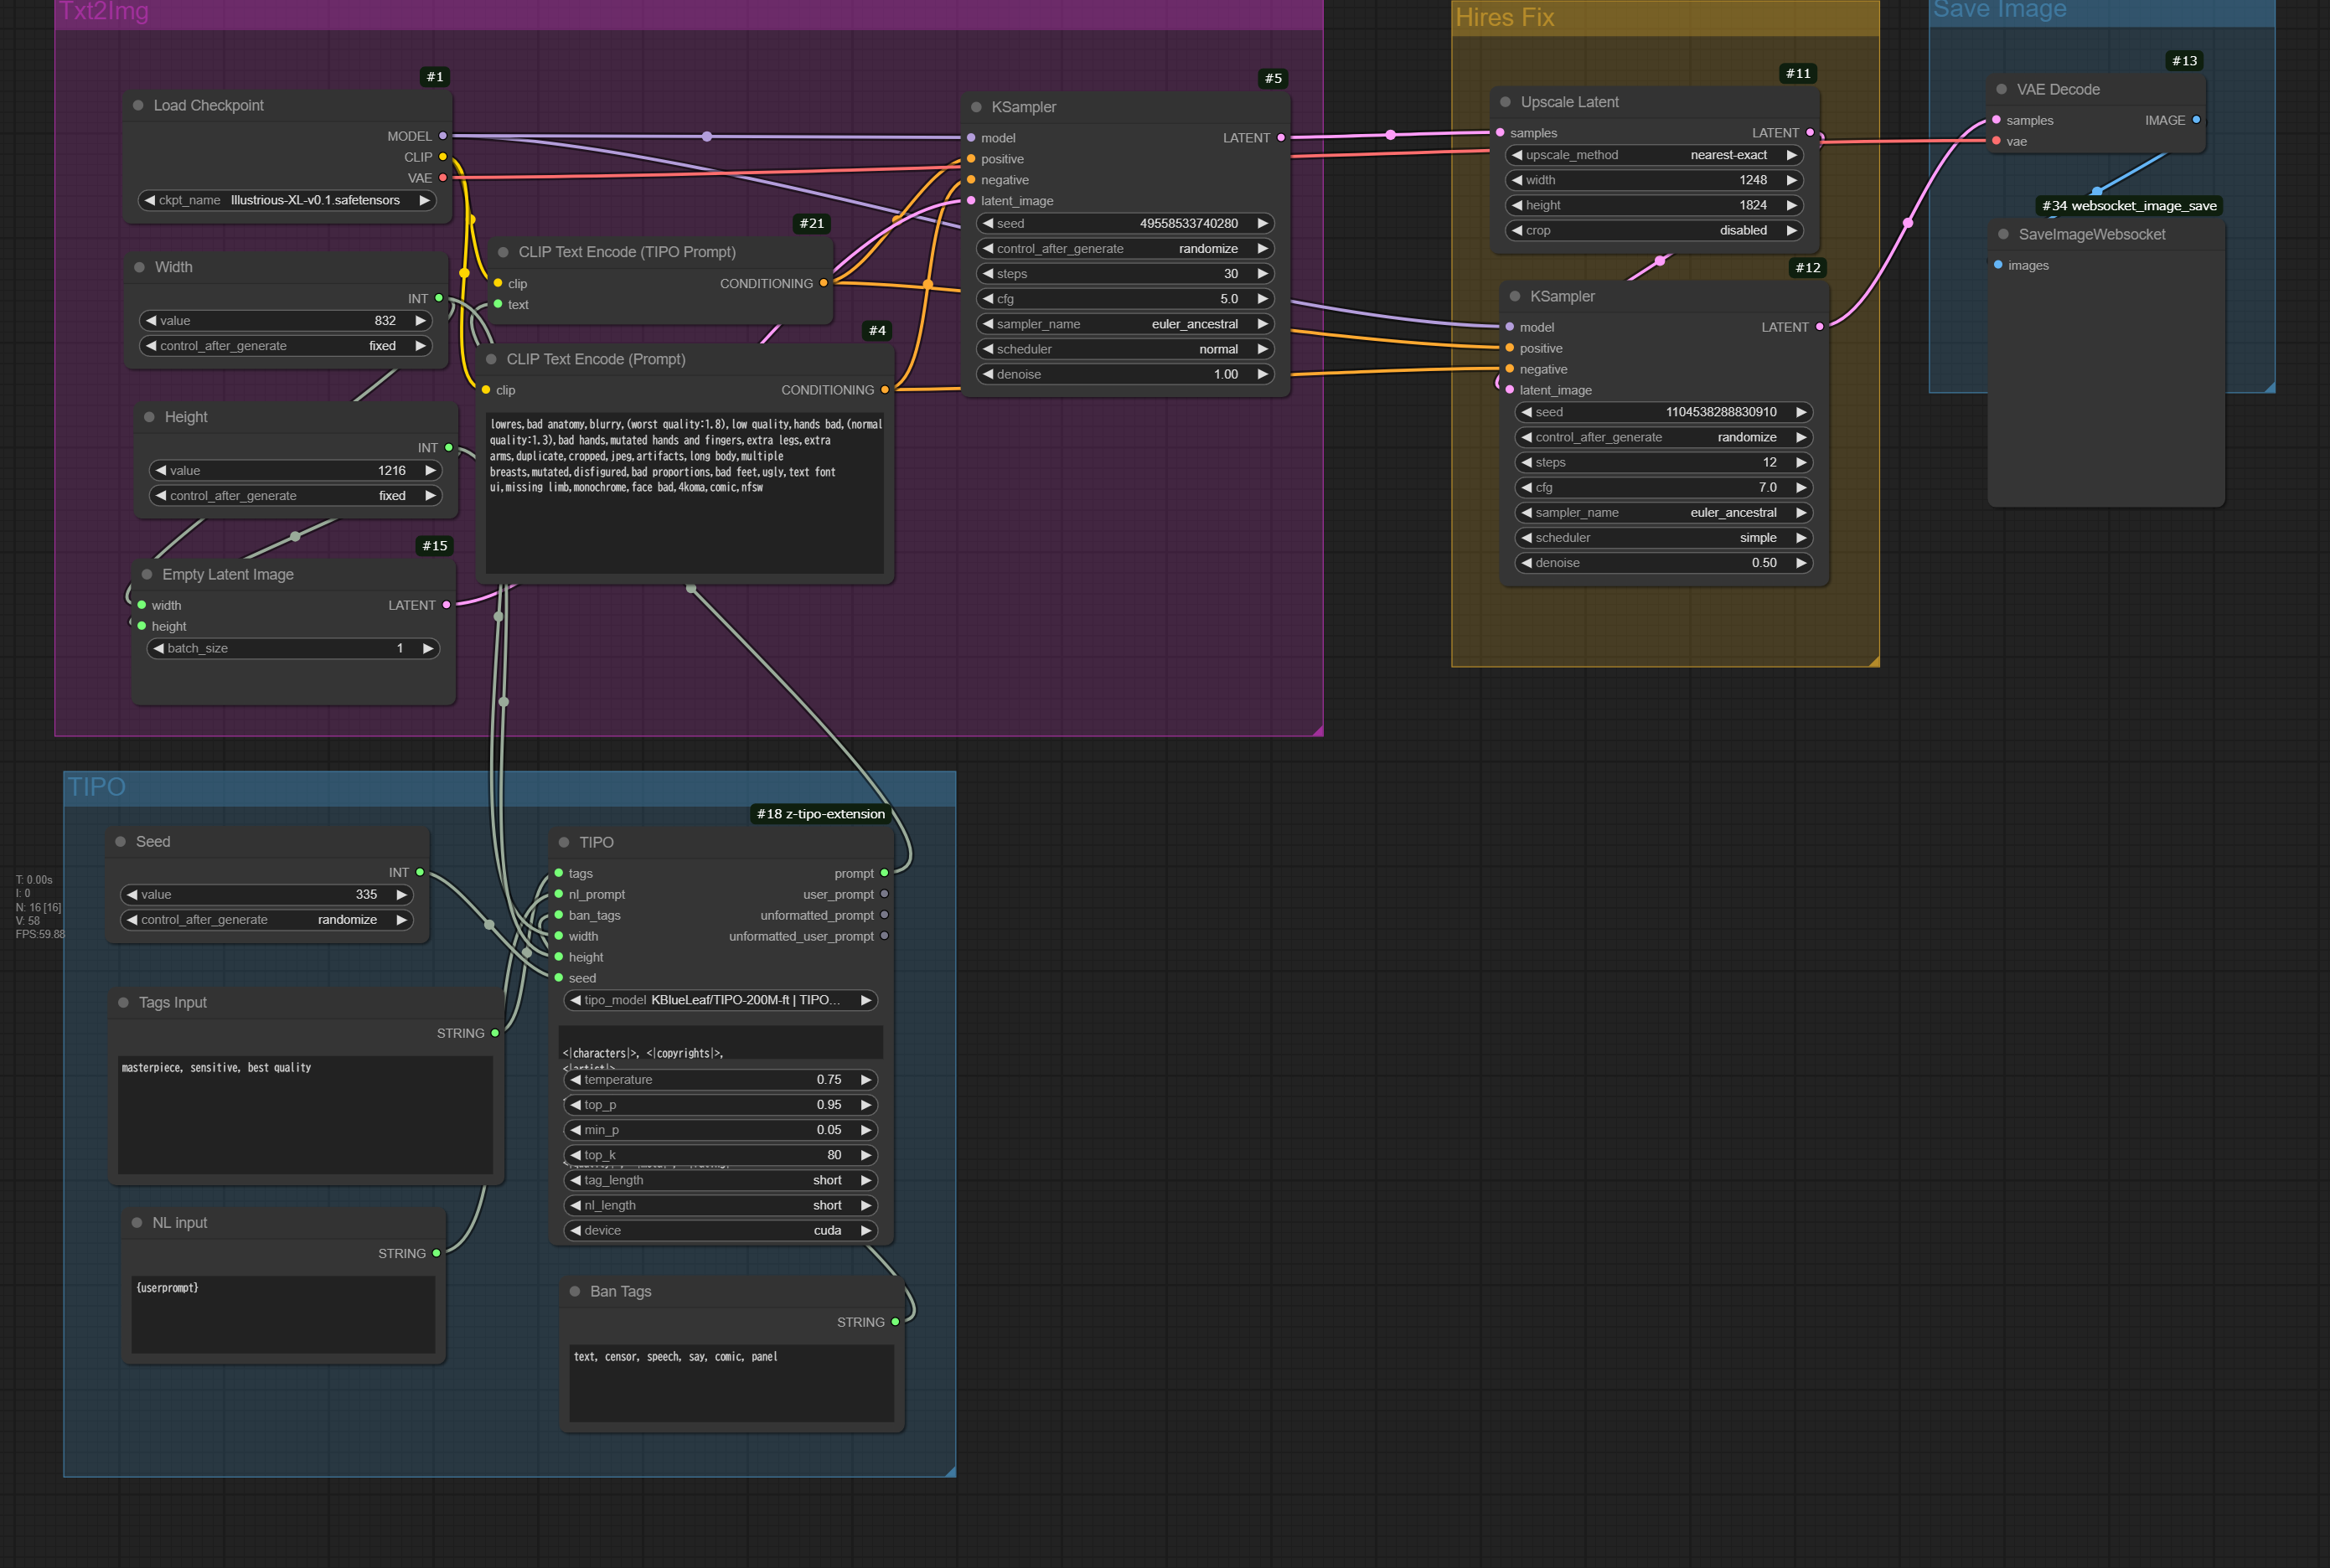 Txt2Img
#1
Load Checkpoint
MODEL
CLIP
VAE
ckpt_name Illustrious-XL-v0.1.safetensors
Width
INT
value 832
control_after_generate fixed
Height
INT
value 1216
control_after_generate fixed
#15
Empty Latent Image
width LATENT
height
batch_size 1
#21
CLIP Text Encode (TIPO Prompt)
clip CONDITIONING
text
#4
CLIP Text Encode (Prompt)
clip CONDITIONING
lowres,bad anatomy,blurry,(worst quality:1.8),low quality,hands bad,(normal
quality:1.3),bad hands,mutated hands and fingers,extra legs,extra
arms,duplicate,cropped,jpeg,artifacts,long body,multiple
breasts,mutated,disfigured,bad proportions,bad feet,ugly,text font
ui,missing limb,monochrome,face bad,4koma,comic,nfsw
#5
KSampler
model LATENT
positive
negative
latent_image
seed 49558533740280
control_after_generate randomize
steps 30
cfg 5.0
sampler_name euler_ancestral
scheduler normal
denoise 1.00
Hires Fix
#11
Upscale Latent
samples LATENT
upscale_method nearest-exact
width 1248
height 1824
crop disabled
#12
KSampler
model LATENT
positive
negative
latent_image
seed 1104538288830910
control_after_generate randomize
steps 12
cfg 7.0
sampler_name euler_ancestral
scheduler simple
denoise 0.50
Save Image
#13
VAE Decode
samples IMAGE
vae
#34 websocket_image_save
SaveImageWebsocket
images
TIPO
T: 0.00s
I: 0
N: 16 [16]
V: 58
FPS:59.88
Seed
INT
value 335
control_after_generate randomize
Tags Input
STRING
masterpiece, sensitive, best quality
NL input
STRING
{userprompt}
#18 z-tipo-extension
TIPO
tags prompt
nl_prompt user_prompt
ban_tags unformatted_prompt
width unformatted_user_prompt
height
seed
tipo_model KBlueLeaf/TIPO-200M-ft | TIPO...
<|characters|>, <|copyrights|>,
<|artist|>
temperature 0.75
top_p 0.95
min_p 0.05
top_k 80
tag_length short
nl_length short
device cuda
Ban Tags
STRING
text, censor, speech, say, comic, panel